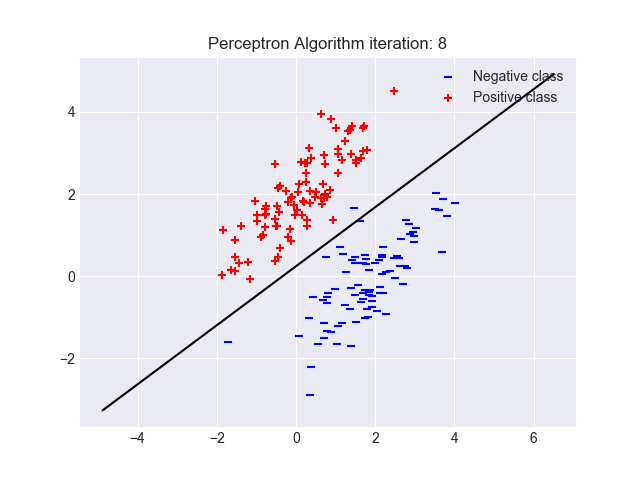 Perceptron Algorithm iteration: 8
Negative class
Positive class
4
2
0
−2
−4 −2 0 2 4 6